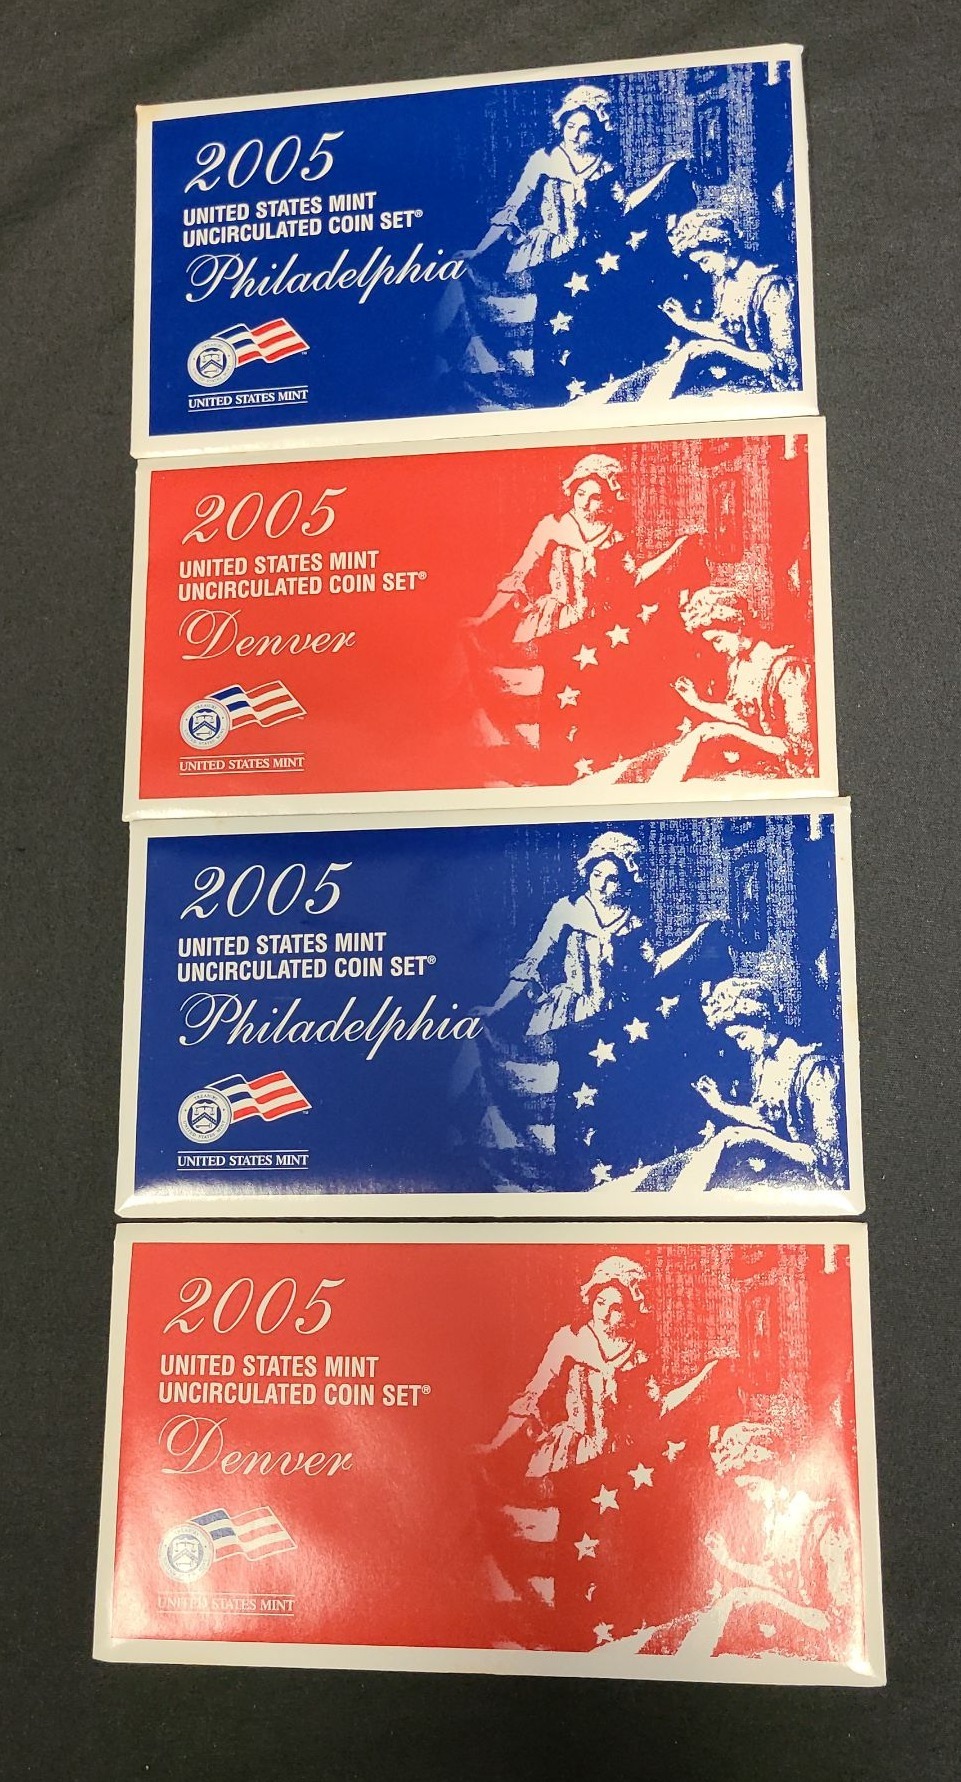 2005
UNITED STATES MINT
UNCIRCULATED COIN SET®
Philadelphia
UNITED STATES MINT
2005
UNITED STATES MINT
UNCIRCULATED COIN SET®
Denver
UNITED STATES MINT
2005
UNITED STATES MINT
UNCIRCULATED COIN SET®
Philadelphia
UNITED STATES MINT
2005
UNITED STATES MINT
UNCIRCULATED COIN SET®
Denver
UNITED STATES MINT